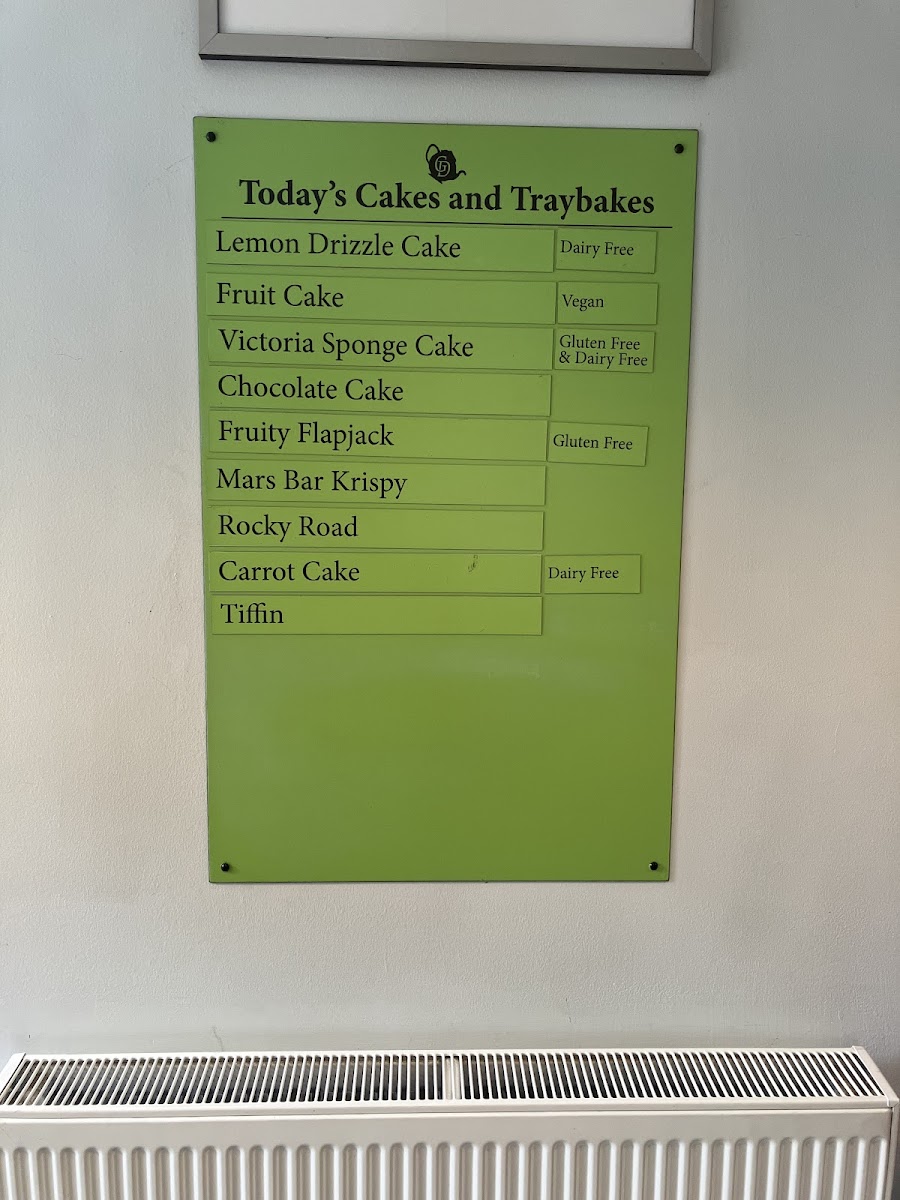 GD
Today's Cakes and Traybakes
Lemon Drizzle Cake Dairy Free
Fruit Cake Vegan
Victoria Sponge Cake Gluten Free
& Dairy Free
Chocolate Cake
Fruity Flapjack Gluten Free
Mars Bar Krispy
Rocky Road
Carrot Cake Dairy Free
Tiffin